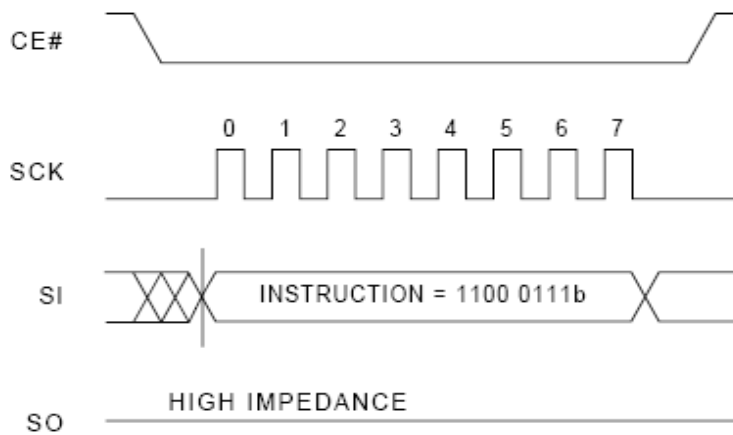 CE#
0 1 2 3 4 5 6 7
SCK
SI
INSTRUCTION = 1100 0111b
HIGH IMPEDANCE
SO